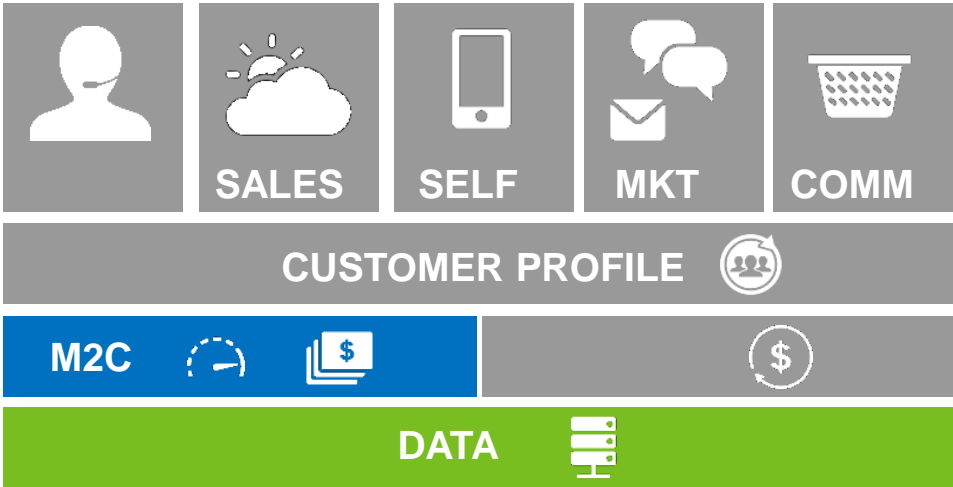 SALES
SELF
MKT
COMM
CUSTOMER PROFILE
M2C
$
$
DATA